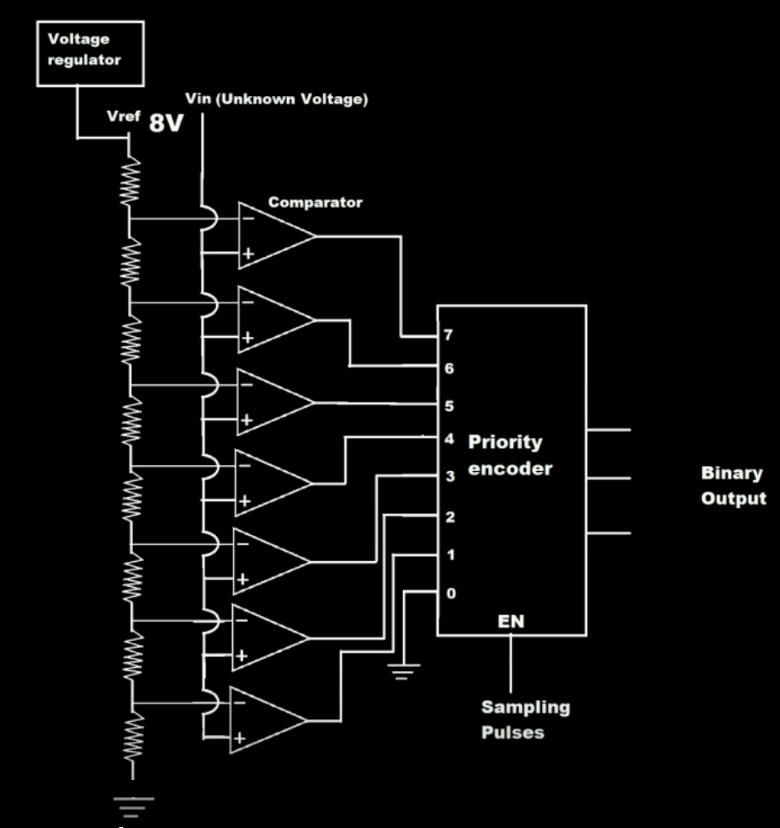 Voltage
regulator
Vref 8V
Vin (Unknown Voltage)
Comparator
−
+
−
+
−
+
−
+
−
+
−
+
−
+
7
6
5
4
3
2
1
0
Priority
encoder
EN
Sampling
Pulses
Binary
Output